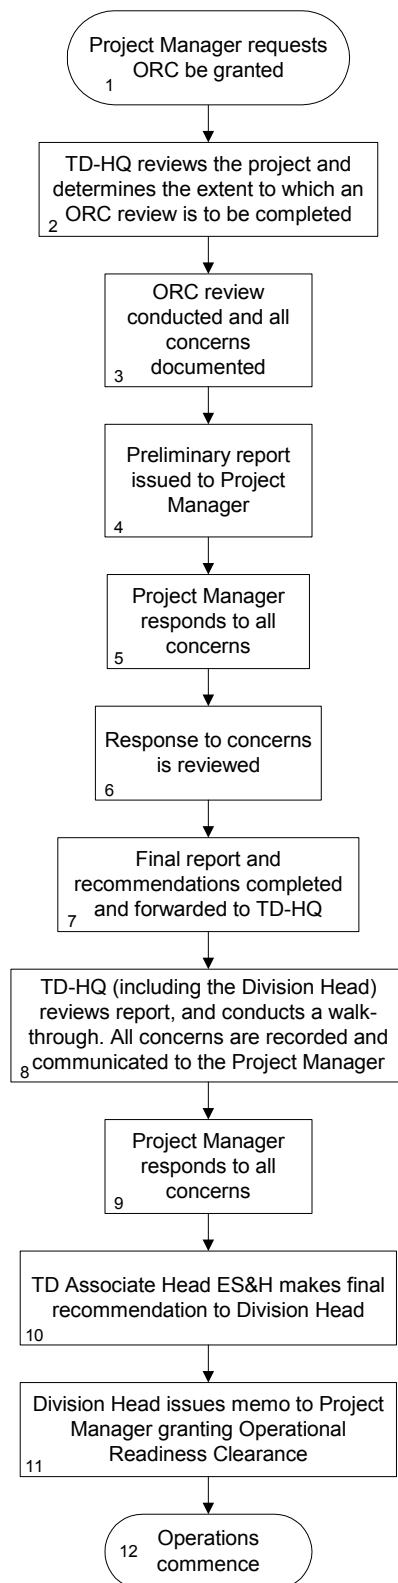 Project Manager requests
ORC be granted
1
TD-HQ reviews the project and
determines the extent to which an
ORC review is to be completed
2
ORC review
conducted and all
concerns
documented
3
Preliminary report
issued to Project
Manager
4
Project Manager
responds to all
concerns
5
Response to concerns
is reviewed
6
Final report and
recommendations completed
and forwarded to TD-HQ
7
TD-HQ (including the Division Head)
reviews report, and conducts a walk-
through. All concerns are recorded and
communicated to the Project Manager
8
Project Manager
responds to all
concerns
9
TD Associate Head ES&H makes final
recommendation to Division Head
10
Division Head issues memo to Project
Manager granting Operational
Readiness Clearance
11
12
Operations
commence